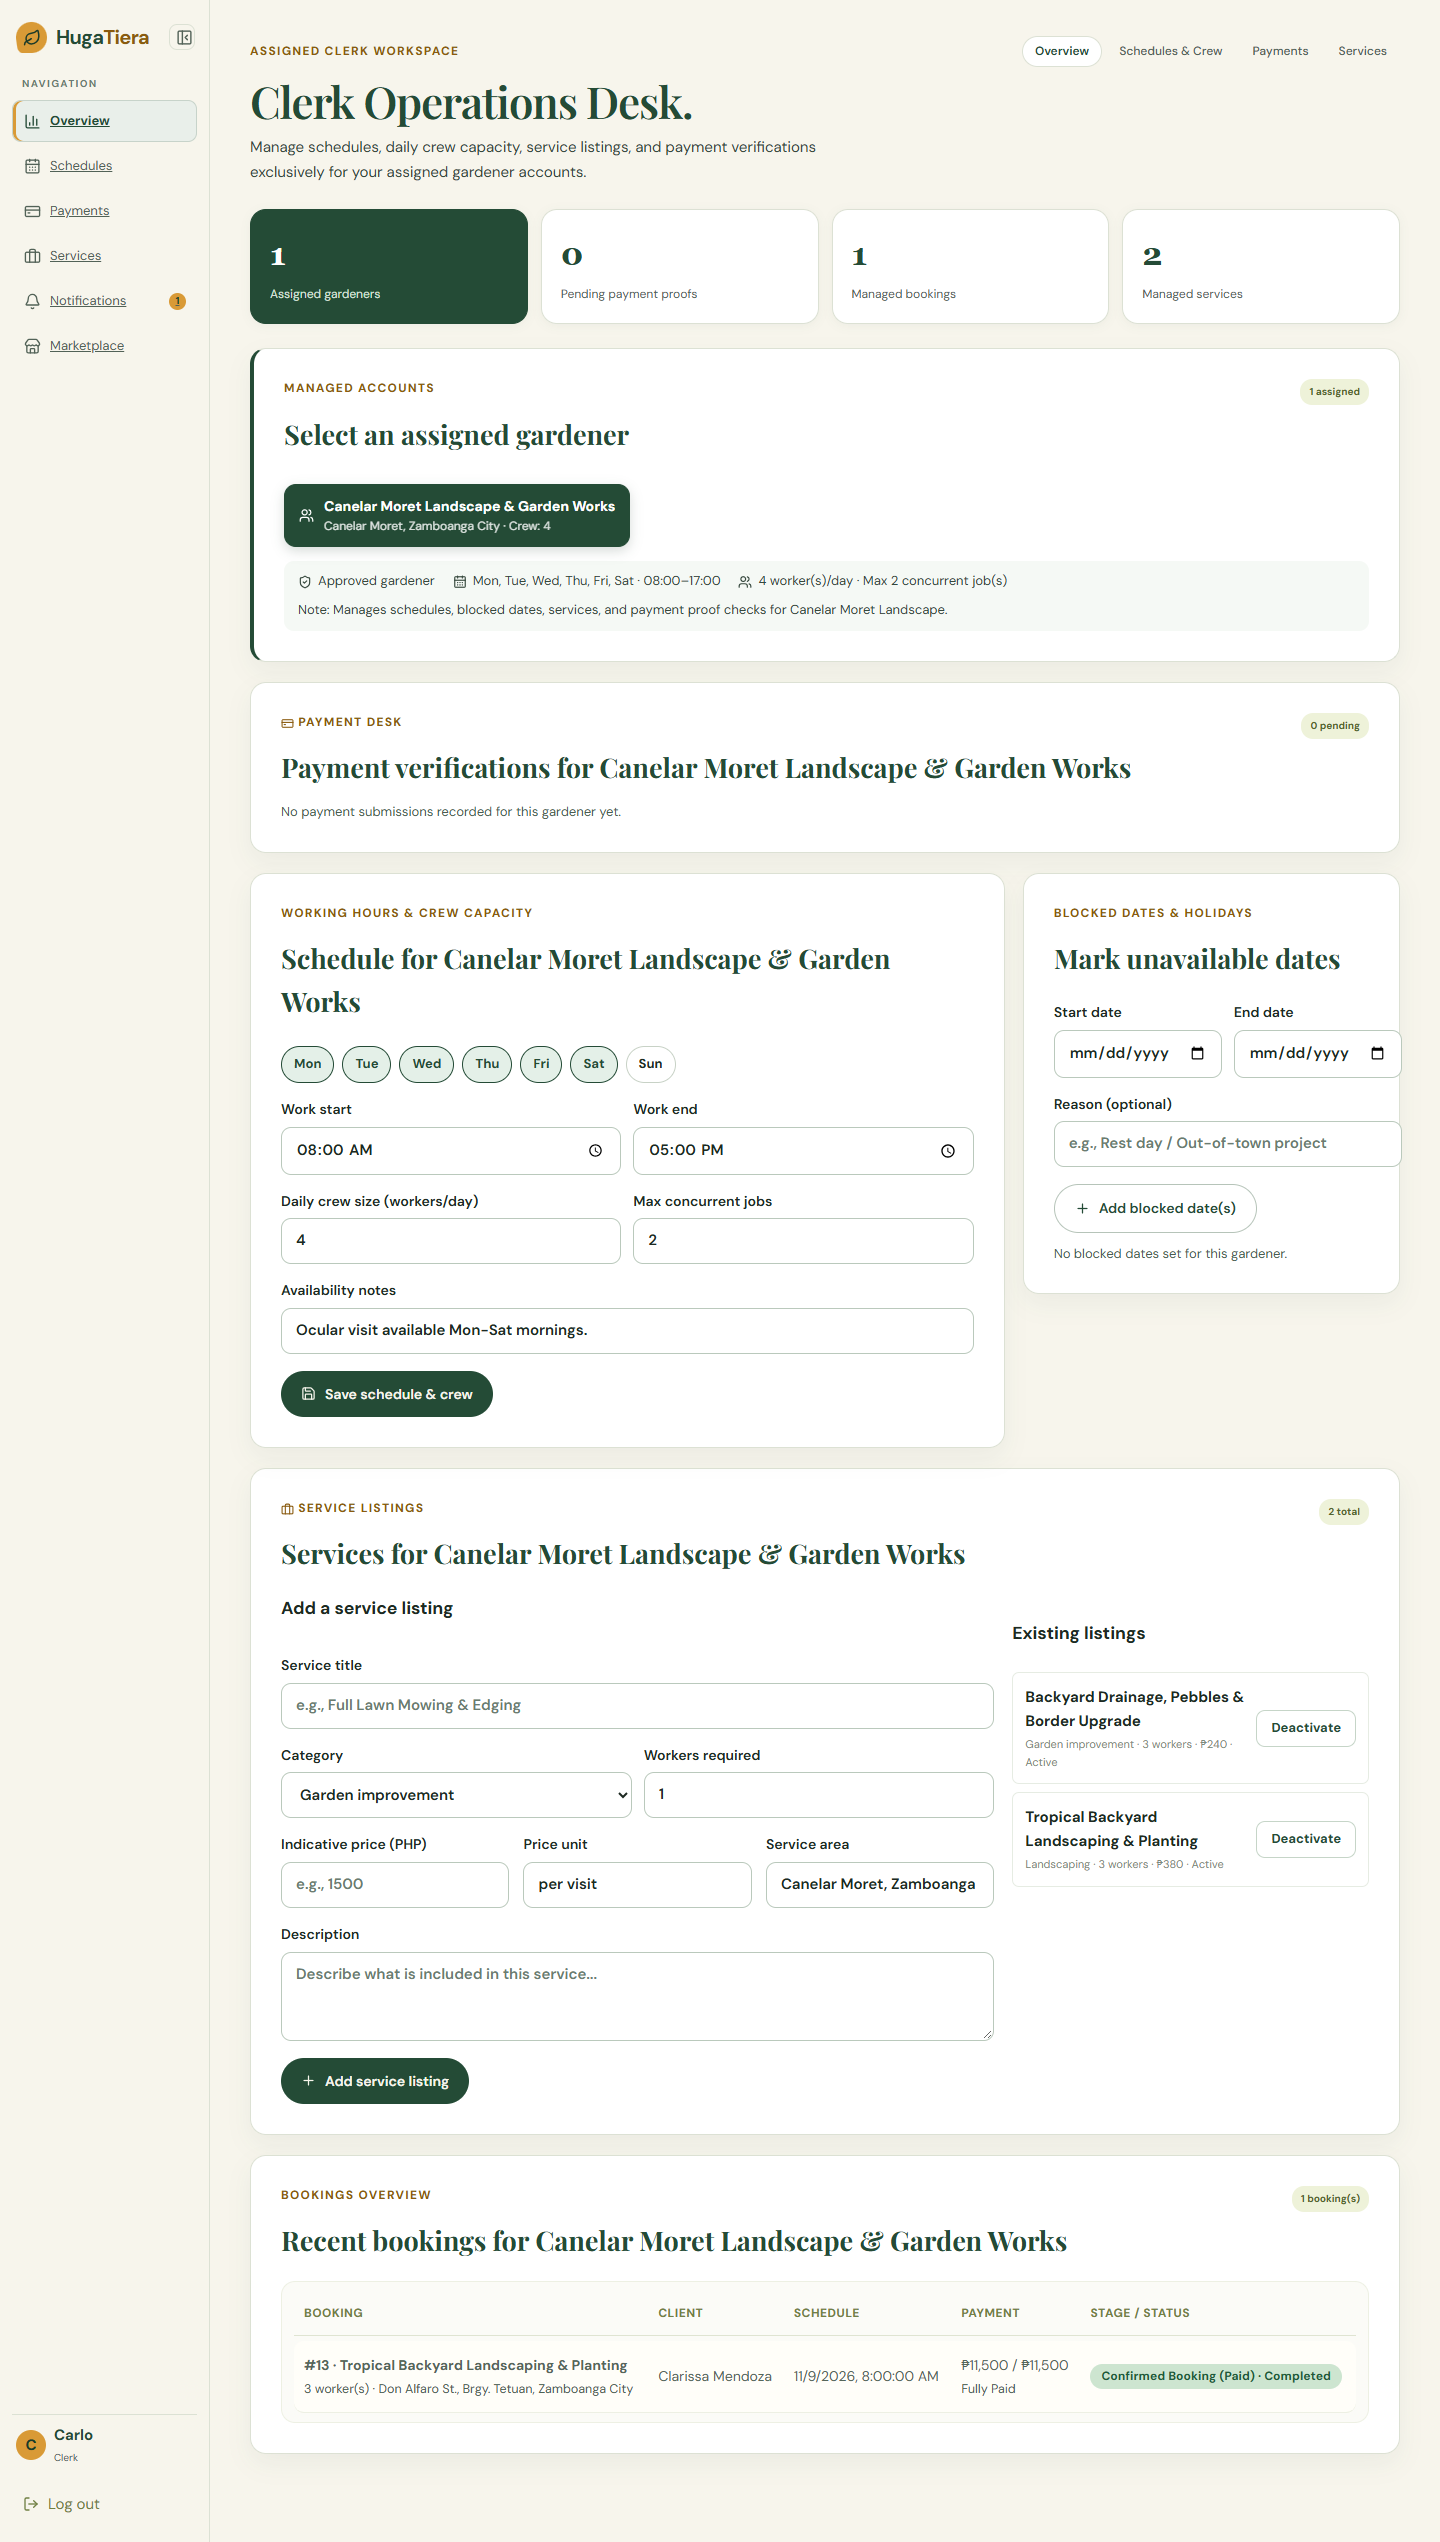 HugaTiera
NAVIGATION
Overview
Schedules
Payments
Services
Notifications
1
Marketplace
Carlo
C
Clerk
Log out
ASSIGNED CLERK WORKSPACE
Overview
Schedules & Crew
Payments
Services
Clerk Operations Desk.
Manage schedules, daily crew capacity, service listings, and payment verifications
exclusively for your assigned gardener accounts.
1
Assigned gardeners
0
Pending payment proofs
1
Managed bookings
2
Managed services
MANAGED ACCOUNTS
1 assigned
Select an assigned gardener
Canelar Moret Landscape & Garden Works
Canelar Moret, Zamboanga City · Crew: 4
Approved gardener
Mon, Tue, Wed, Thu, Fri, Sat · 08:00–17:00
4 worker(s)/day · Max 2 concurrent job(s)
Note: Manages schedules, blocked dates, services, and payment proof checks for Canelar Moret Landscape.
PAYMENT DESK
0 pending
Payment verifications for Canelar Moret Landscape & Garden Works
No payment submissions recorded for this gardener yet.
WORKING HOURS & CREW CAPACITY
Schedule for Canelar Moret Landscape & Garden
Works
Mon
Tue
Wed
Thu
Fri
Sat
Sun
Work start
Work end
08:00 AM
05:00 PM
Daily crew size (workers/day)
Max concurrent jobs
4
2
Availability notes
Ocular visit available Mon-Sat mornings.
Save schedule & crew
BLOCKED DATES & HOLIDAYS
Mark unavailable dates
Start date
End date
mm/dd/yyyy
mm/dd/yyyy
Reason (optional)
e.g., Rest day / Out-of-town project
Add blocked date(s)
No blocked dates set for this gardener.
SERVICE LISTINGS
2 total
Services for Canelar Moret Landscape & Garden Works
Add a service listing
Service title
e.g., Full Lawn Mowing & Edging
Category
Workers required
Garden improvement
1
Indicative price (PHP)
Price unit
Service area
e.g., 1500
per visit
Canelar Moret, Zamboanga
Description
Describe what is included in this service...
Add service listing
Existing listings
Backyard Drainage, Pebbles &
Border Upgrade
Garden improvement · 3 workers · ₱240 ·
Active
Deactivate
Tropical Backyard
Landscaping & Planting
Landscaping · 3 workers · ₱380 · Active
Deactivate
BOOKINGS OVERVIEW
1 booking(s)
Recent bookings for Canelar Moret Landscape & Garden Works
BOOKING
CLIENT
SCHEDULE
PAYMENT
STAGE / STATUS
#13 · Tropical Backyard Landscaping & Planting
3 worker(s) · Don Alfaro St., Brgy. Tetuan, Zamboanga City
Clarissa Mendoza
11/9/2026, 8:00:00 AM
₱11,500 / ₱11,500
Fully Paid
Confirmed Booking (Paid) · Completed